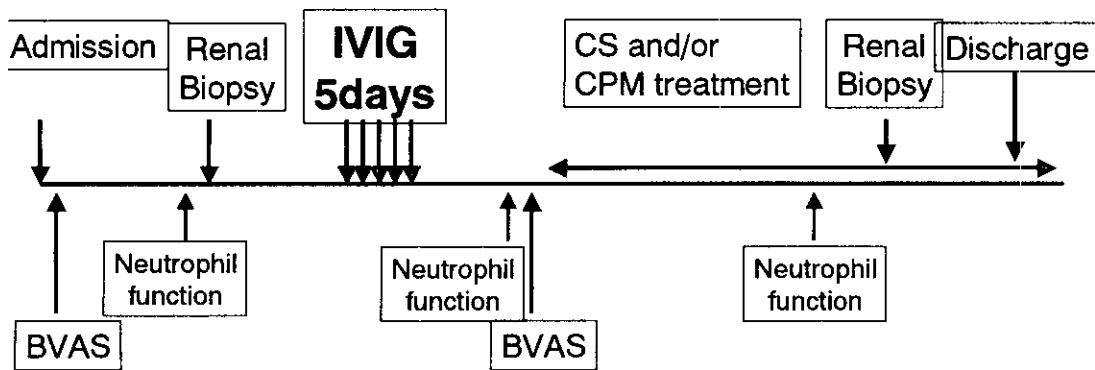 Admission
Renal
Biopsy
IVIG
5days
CS and/or
CPM treatment
Renal
Biopsy
Discharge
Neutrophil
function
Neutrophil
function
Neutrophil
function
BVAS
BVAS